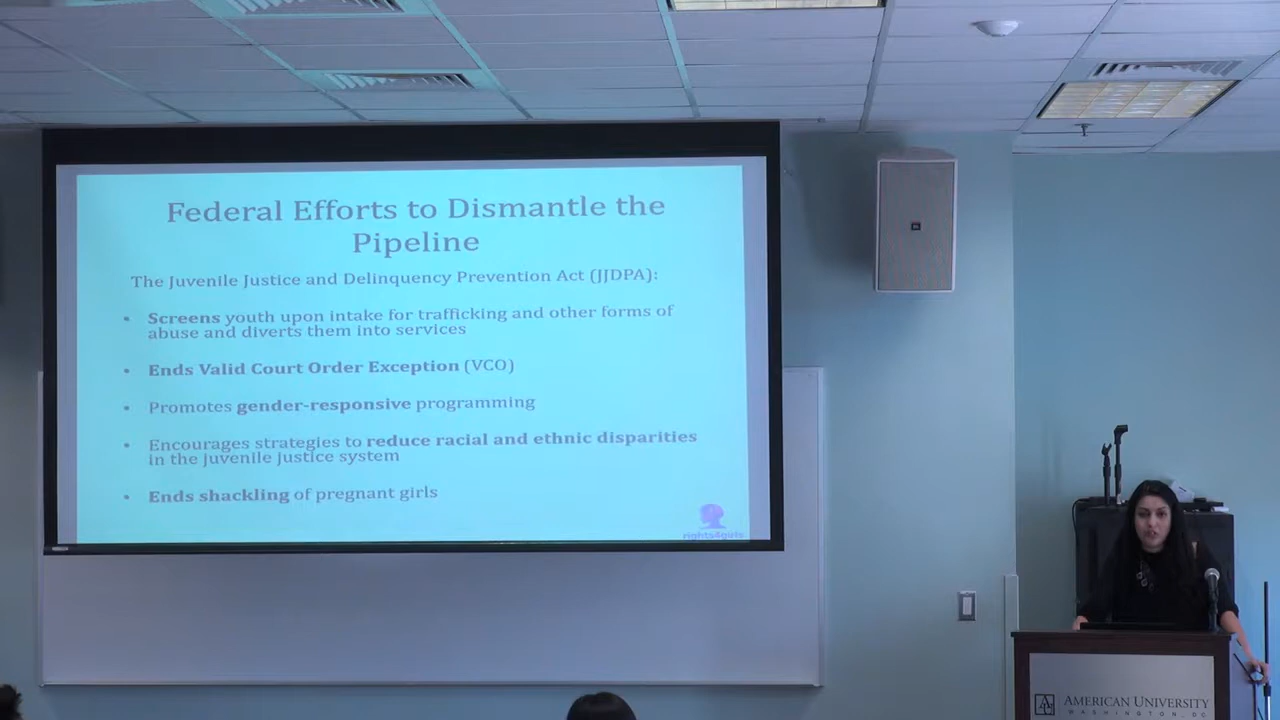 Federal Efforts to Dismantle the
Pipeline
The Juvenile Justice and Delinquency Prevention Act (JJDPA):
• Screens youth upon intake for trafficking and other forms of
abuse and diverts them into services
• Ends Valid Court Order Exception (VCO)
• Promotes gender-responsive programming
• Encourages strategies to reduce racial and ethnic disparities
in the juvenile justice system
• Ends shackling of pregnant girls
rights4girls
AMERICAN UNIVERSITY
WASHINGTON, DC